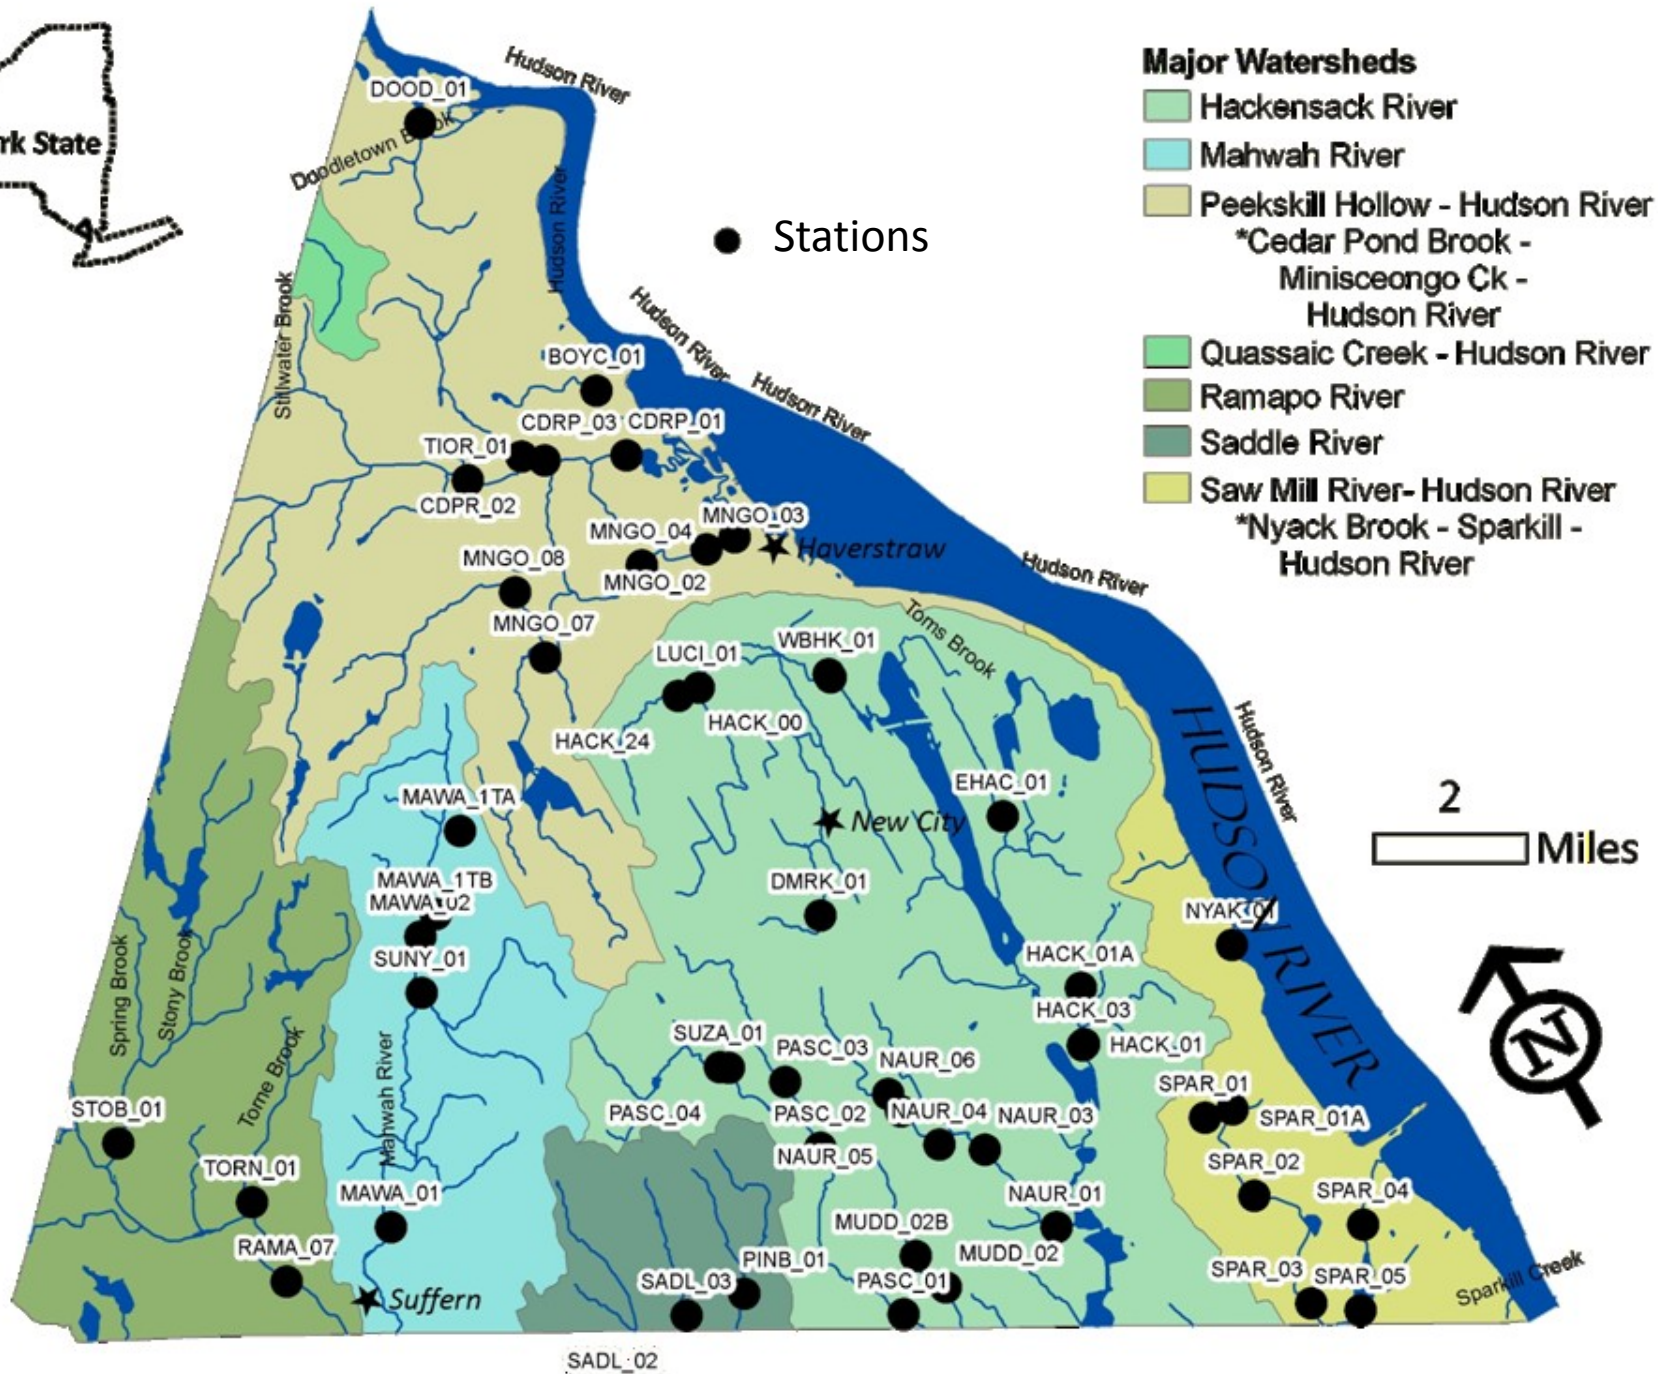 rk State
Major Watersheds
Hackensack River
Mahwah River
Peekskill Hollow - Hudson River
*Cedar Pond Brook -
Minisceongo Ck -
Hudson River
Quassaic Creek - Hudson River
Ramapo River
Saddle River
Saw Mill River- Hudson River
*Nyack Brook - Sparkill -
Hudson River
Stations
Hudson River
DOOD_01
Doodletown Brook
Hudson River
Stillwater Brook
Hudson River
BOYC_01
Hudson River
CDRP_03
CDRP_01
TIOR_01
CDPR_02
MNGO_03
MNGO_04
Haverstraw
MNGO_08
MNGO_02
Hudson River
MNGO_07
Toms Brook
LUCI_01
WBHK_01
HACK_00
HACK_24
HUDSON RIVER
Hudson River
MAWA_1TA
EHAC_01
New City
2
Miles
MAWA_1TB
MAWA_02
DMRK_01
NYAK_01
Spring Brook
Stony Brook
SUNY_01
HACK_01A
HACK_03
HACK_01
N
Torne Brook
Mahwah River
SUZA_01
PASC_03
NAUR_06
SPAR_01
STOB_01
PASC_04
PASC_02
NAUR_04
NAUR_03
SPAR_01A
NAUR_05
TORN_01
SPAR_02
MAWA_01
NAUR_01
SPAR_04
MUDD_02B
RAMA_07
PINB_01
MUDD_02
SADL_03
PASC_01
SPAR_03
SPAR_05
Sparkill Creek
Suffern
SADL_02